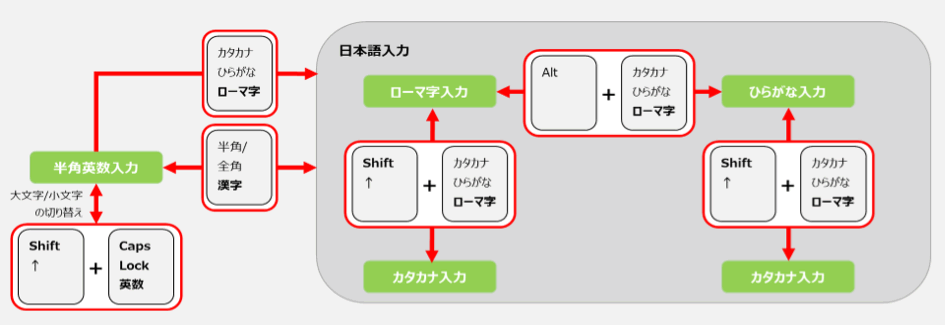 カタカナ
ひらがな
ローマ字
日本語入力
ローマ字入力
Alt
+
カタカナ
ひらがな
ローマ字
ひらがな入力
半角英数入力
半角/
全角
漢字
大文字/小文字
の切り替え
Shift
↑
+
Caps
Lock
英数
Shift
↑
+
カタカナ
ひらがな
ローマ字
カタカナ入力
Shift
↑
+
カタカナ
ひらがな
ローマ字
カタカナ入力